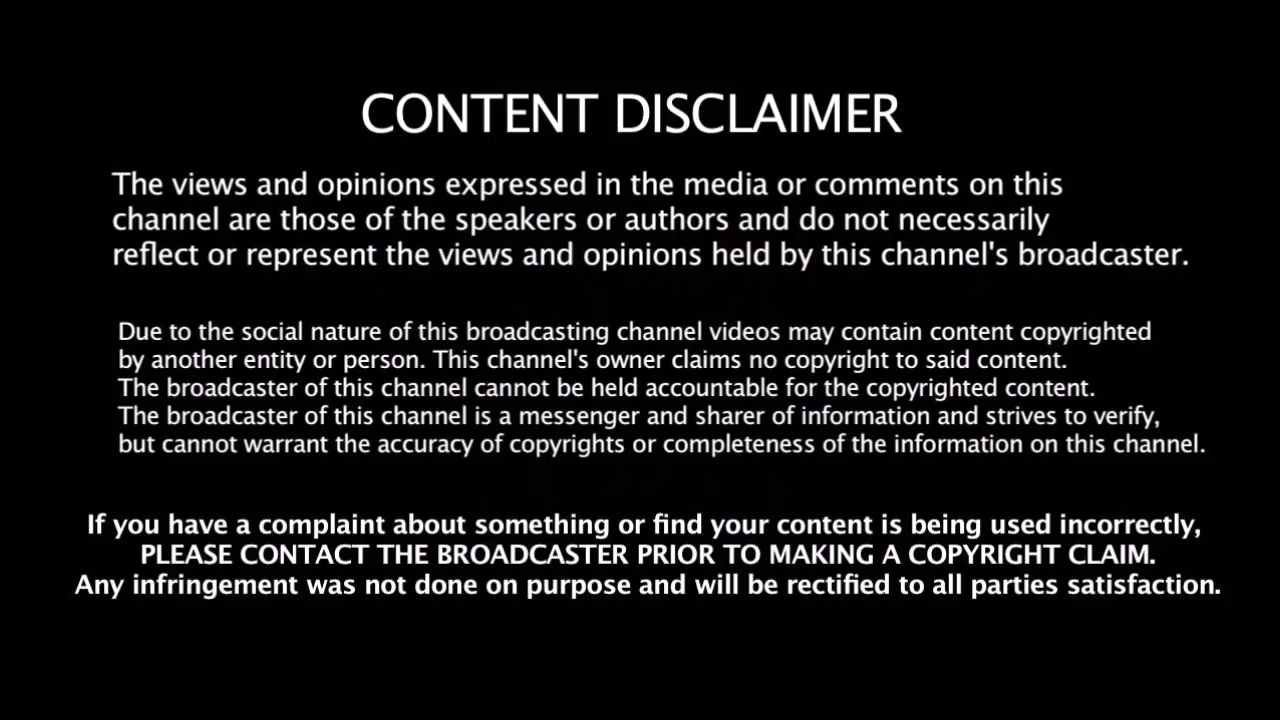 CONTENT DISCLAIMER
The views and opinions expressed in the media or comments on this
channel are those of the speakers or authors and do not necessarily
reflect or represent the views and opinions held by this channel's broadcaster.
Due to the social nature of this broadcasting channel videos may contain content copyrighted
by another entity or person. This channel's owner claims no copyright to said content.
The broadcaster of this channel cannot be held accountable for the copyrighted content.
The broadcaster of this channel is a messenger and sharer of information and strives to verify,
but cannot warrant the accuracy of copyrights or completeness of the information on this channel.
If you have a complaint about something or find your content is being used incorrectly,
PLEASE CONTACT THE BROADCASTER PRIOR TO MAKING A COPYRIGHT CLAIM.
Any infringement was not done on purpose and will be rectified to all parties satisfaction.